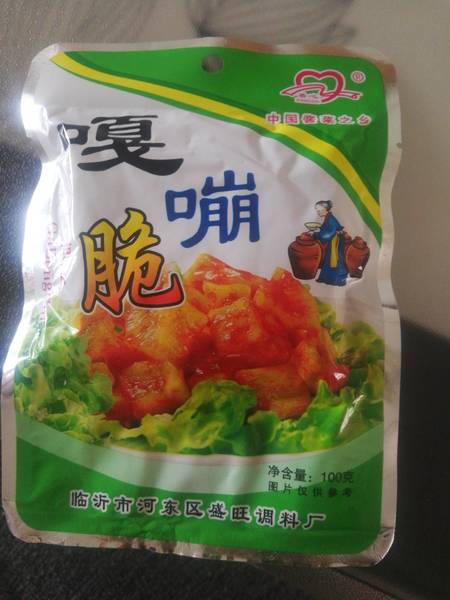 ®
中国酱菜之乡
嘎
嘣
脆
净含量：100克
图片仅供参考
临沂市河东区盛旺调料厂